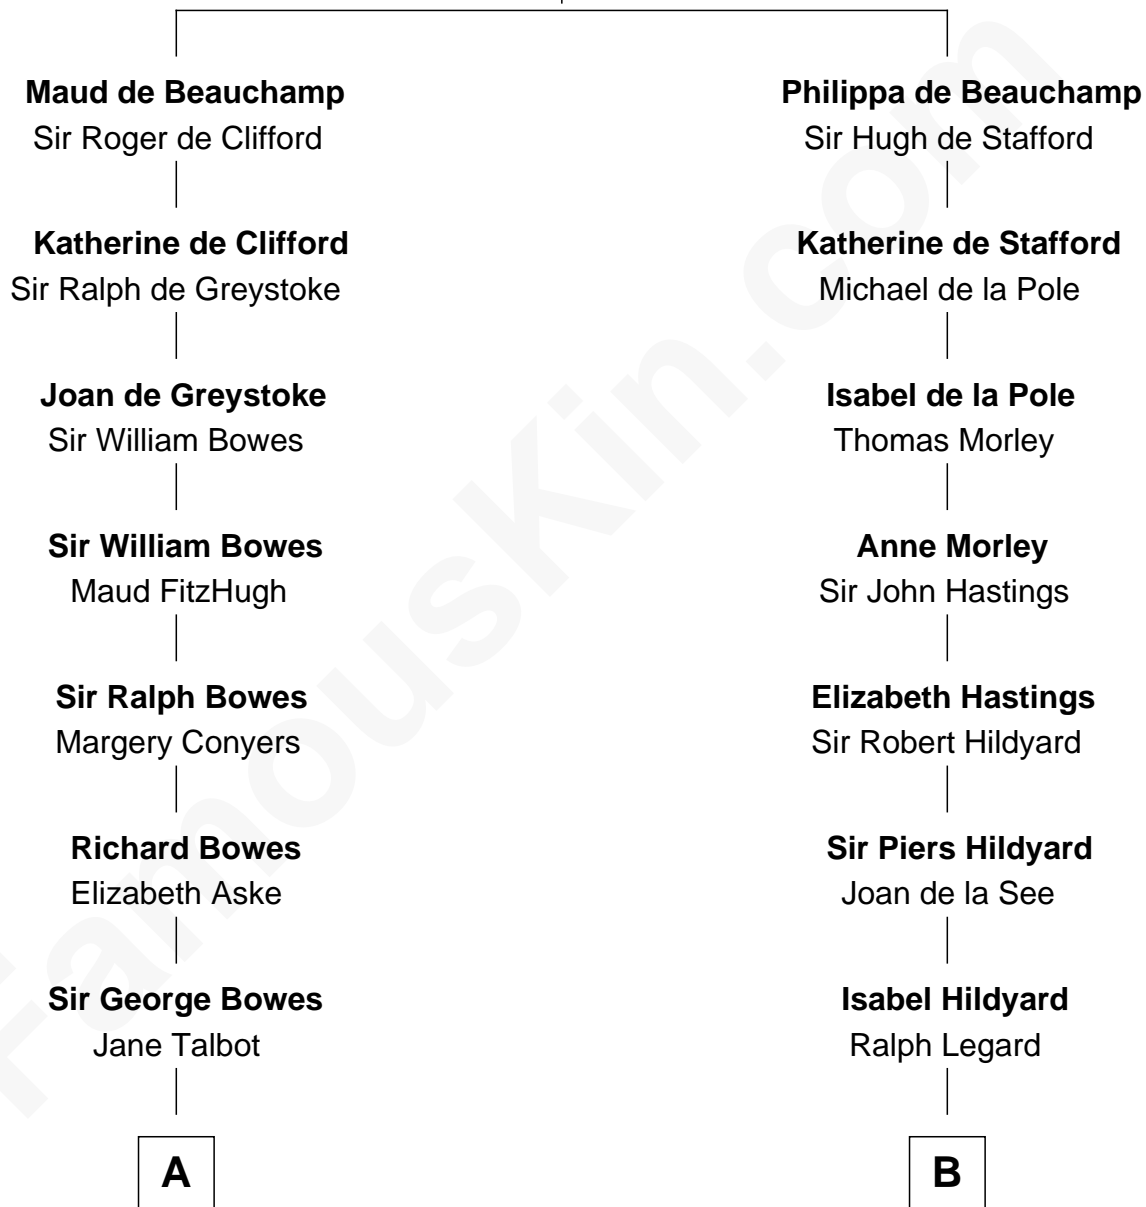 Maud de Beauchamp
Sir Roger de Clifford
Katherine de Clifford
Sir Ralph de Greystoke
Joan de Greystoke
Sir William Bowes
Sir William Bowes
Maud FitzHugh
Sir Ralph Bowes
Margery Conyers
Richard Bowes
Elizabeth Aske
Sir George Bowes
Jane Talbot
A
Philippa de Beauchamp
Sir Hugh de Stafford
Katherine de Stafford
Michael de la Pole
Isabel de la Pole
Thomas Morley
Anne Morley
Sir John Hastings
Elizabeth Hastings
Sir Robert Hildyard
Sir Piers Hildyard
Joan de la See
Isabel Hildyard
Ralph Legard
B
FamousKin.com